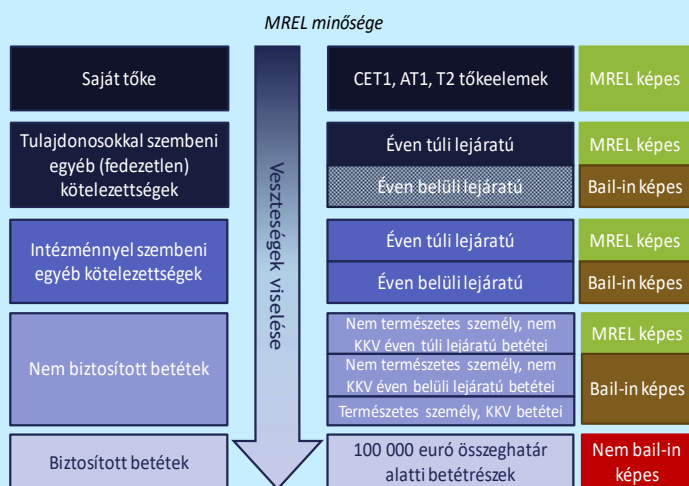 MREL minősége
Saját tőke
CET1, AT1, T2 tőkeelemek
MREL képes
Tulajdonosokkal szembeni
egyéb (fedezetlen)
kötelezettségek
Éven túli lejáratú
MREL képes
Éven belüli lejáratú
Bail-in képes
Veszteségek viselése
Intézménnyel szembeni
egyéb kötelezettségek
Éven túli lejáratú
MREL képes
Éven belüli lejáratú
Bail-in képes
Nem biztosított betétek
Nem természetes személy, nem
KKV éven túli lejáratú betétei
MREL képes
Nem természetes személy, nem
KKV éven belüli lejáratú betétei
Természetes személy, KKV betétei
Bail-in képes
Biztosított betétek
100 000 euró összeghatár
alatti betétrészek
Nem bail-in
képes